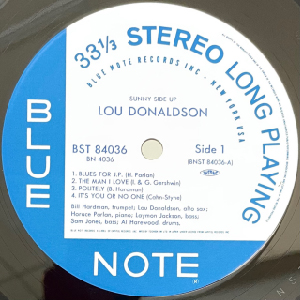 33⅓ STEREO LONG PLAYING
BLUE NOTE RECORDS INC · NEW YORK USA
SUNNY SIDE UP
LOU DONALDSON
BST 84036
Side 1
BN 4036
(BNST 84036-A)
1. BLUES FOR J.P. (H. Parlan)
2. THE MAN I LOVE (I. & G. Gershwin)
3. POLITELY (B. Hardman)
4. IT'S YOU OR NO ONE (Cahn-Styne)
Bill Hardman, trumpet; Lou Donaldson, alto sax;
Horace Parlan, piano; Laymon Jackson, bass;
Sam Jones, bass; Al Harewood, drums.
BLUE
NOTE